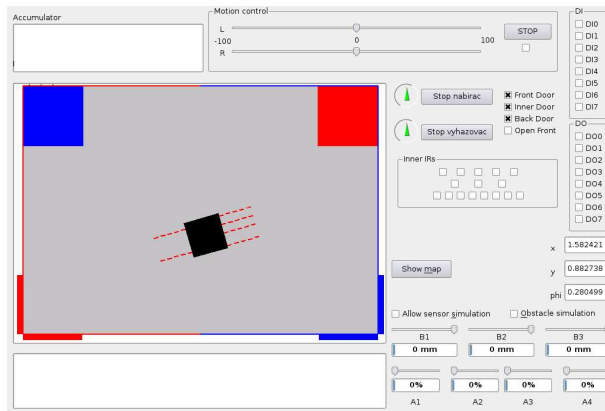 Accumulator
Motion control
L
-100
0
100
R
STOP
DI
DI0
DI1
DI2
DI3
DI4
DI5
DI6
DI7
Stop nabirac
Front Door
Inner Door
Back Door
Open Front
Stop vyhazovac
DO
DO0
DO1
DO2
DO3
DO4
DO5
DO6
DO7
Inner IRs
x
1.582421
Show map
y
0.882738
phi
0.280499
Allow sensor simulation
Obstacle simulation
B1
B2
B3
0 mm
0 mm
0 mm
0%
0%
0%
0%
A1
A2
A3
A4